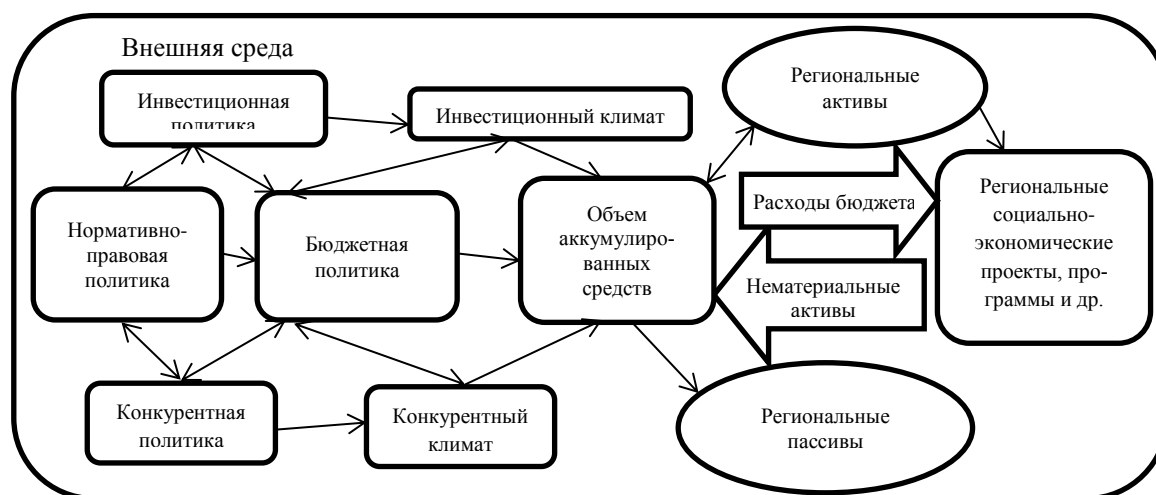 Внешняя среда
Инвестиционная
политика
Инвестиционный климат
Региональные
активы
Нормативно-
правовая
политика
Бюджетная
политика
Объем
аккумулиро-
ванных
средств
Расходы бюджета
Нематериальные
активы
Региональные
социально-
экономические
проекты, про-
граммы и др.
Конкурентная
политика
Конкурентный
климат
Региональные
пассивы